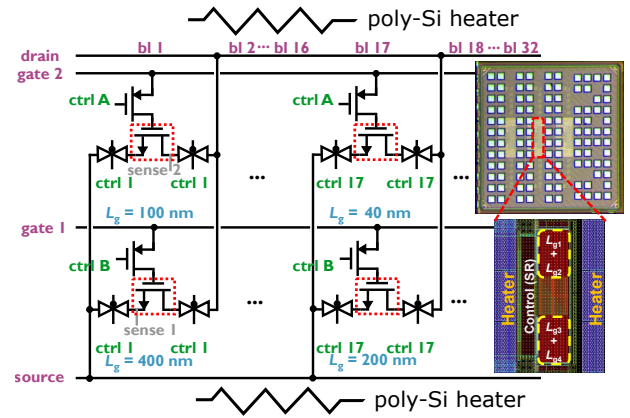 poly-Si heater
drain
bl 1
bl 2 ··· bl 16
bl 17
bl 18··· bl 32
gate 2
ctrl A
ctrl A
sense 2
ctrl 1
ctrl 1
ctrl 17
ctrl 17
...
...
Lg = 100 nm
Lg = 40 nm
gate 1
ctrl B
ctrl B
...
...
sense 1
ctrl 1
ctrl 1
ctrl 17
ctrl 17
Lg = 400 nm
Lg = 200 nm
source
poly-Si heater
Heater
Control (SR)
Lg1
+
Lg2
Lg3
+
Lg4
Heater